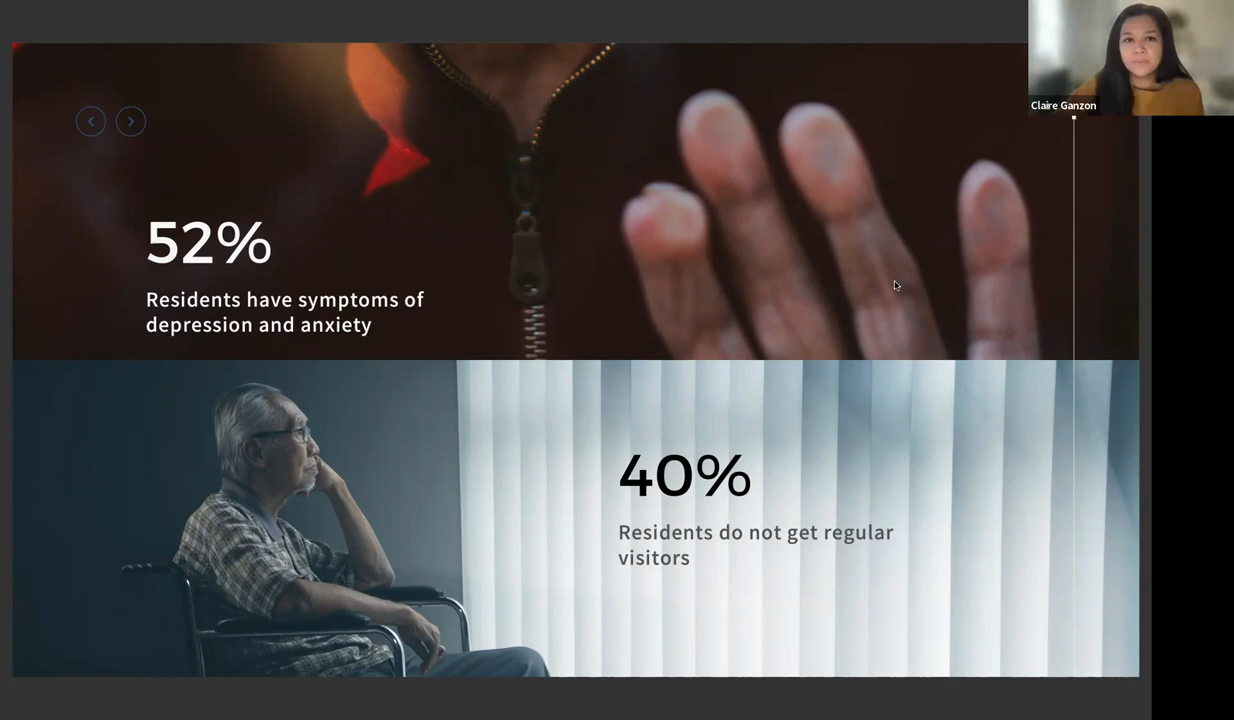 Claire Ganzon
52%
Residents have symptoms of
depression and anxiety
40%
Residents do not get regular
visitors